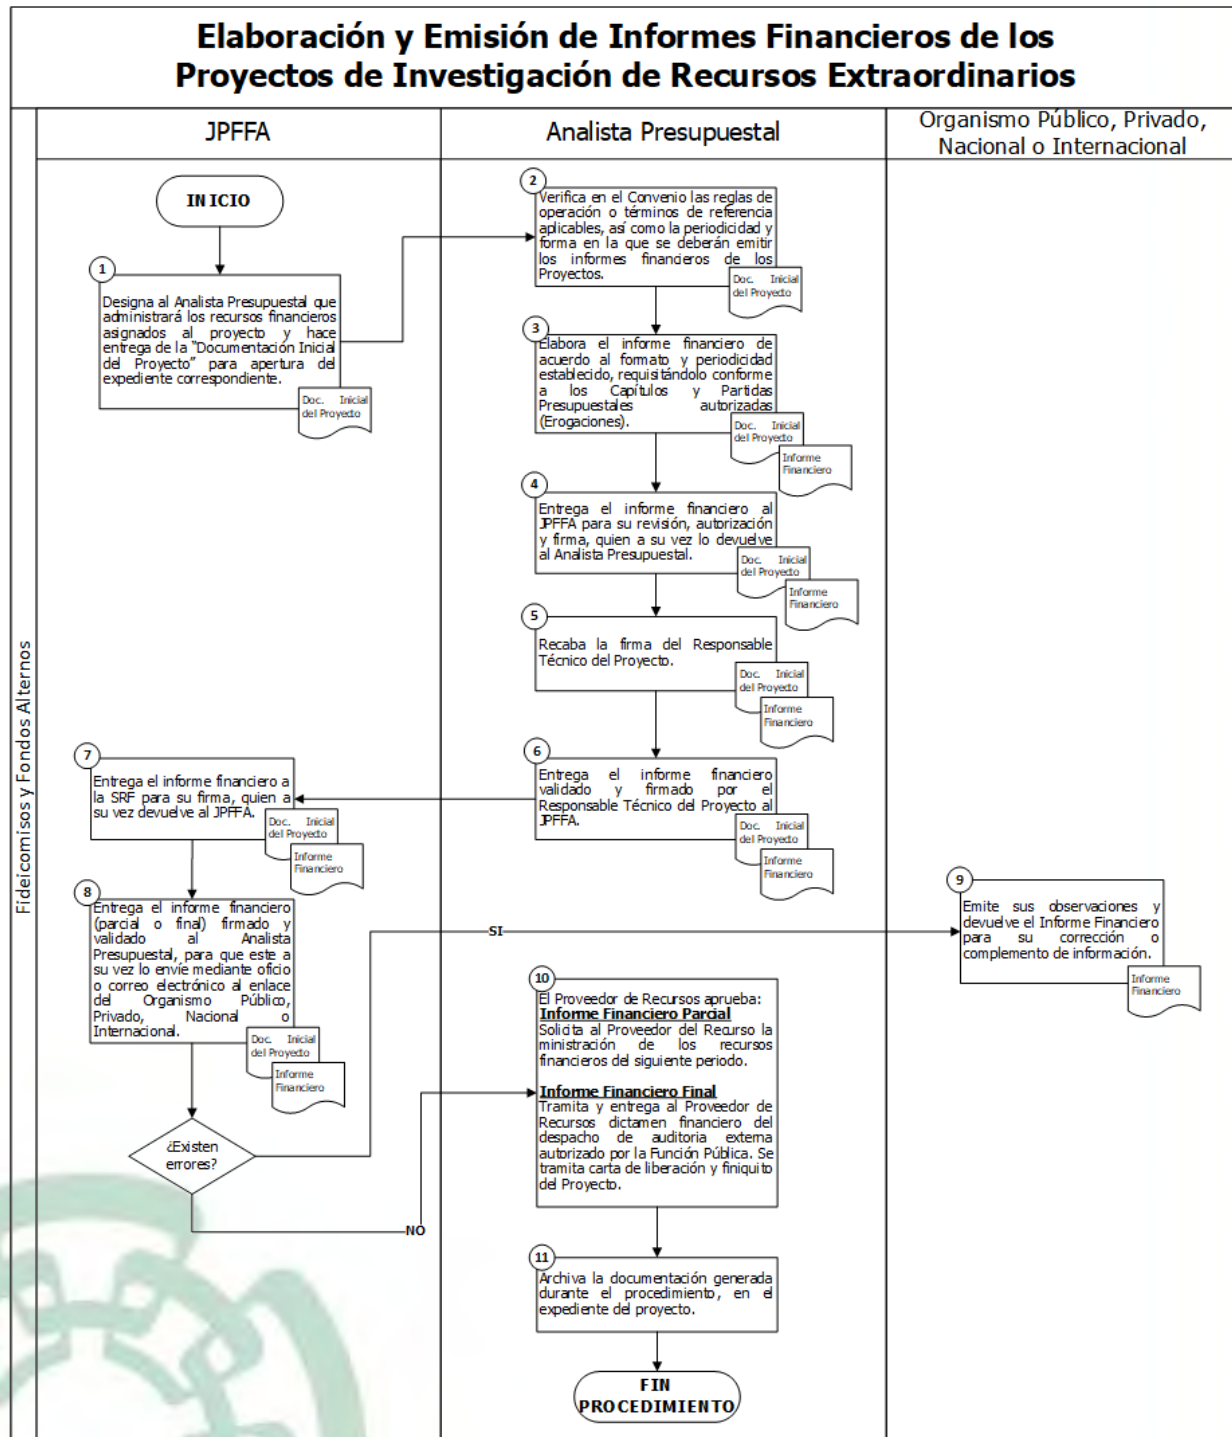 Elaboración y Emisión de Informes Financieros de los
Proyectos de Investigación de Recursos Extraordinarios
Fideicomisos y Fondos Alternos
JPFFA
Analista Presupuestal
Organismo Público, Privado,
Nacional o Internacional
INICIO
1
Designa al Analista Presupuestal que
administrará los recursos financieros
asignados al proyecto y hace
entrega de la "Documentación Inicial
del Proyecto" para apertura del
expediente correspondiente.
Doc. Inicial
del Proyecto
2
Verifica en el Convenio las reglas de
operación o términos de referencia
aplicables, así como la periodicidad y
forma en la que se deberán emitir
los informes financieros de los
Proyectos.
Doc. Inicial
del Proyecto
3
Elabora el informe financiero de
acuerdo al formato y periodicidad
establecido, requisitándolo conforme
a los Capítulos y Partidas
Presupuestales autorizadas
(Erogaciones).
Doc. Inicial
del Proyecto
Informe
Financiero
4
Entrega el informe financiero al
JPFFA para su revisión, autorización
y firma, quien a su vez lo devuelve
al Analista Presupuestal.
Doc. Inicial
del Proyecto
Informe
Financiero
5
Recaba la firma del Responsable
Técnico del Proyecto.
Doc. Inicial
del Proyecto
Informe
Financiero
6
Entrega el informe financiero
validado y firmado por el
Responsable Técnico del Proyecto al
JPFFA.
Doc. Inicial
del Proyecto
Informe
Financiero
7
Entrega el informe financiero a
la SRF para su firma, quien a
su vez devuelve al JPFFA.
Doc. Inicial
del Proyecto
Informe
Financiero
8
Entrega el informe financiero
(parcial o final) firmado y
validado al Analista
Presupuestal, para que este a
su vez lo envíe mediante oficio
o correo electrónico al enlace
del Organismo Público,
Privado, Nacional o
Internacional.
Doc. Inicial
del Proyecto
Informe
Financiero
¿Existen
errores?
SI
NO
9
Emite sus observaciones y
devuelve el Informe Financiero
para su corrección o
complemento de información.
Informe
Financiero
10
El Proveedor de Recursos aprueba:
Informe Financiero Parcial
Solicita al Proveedor del Recurso la
ministración de los recursos
financieros del siguiente periodo.
Informe Financiero Final
Tramita y entrega al Proveedor de
Recursos dictamen financiero del
despacho de auditoria externa
autorizado por la Función Pública. Se
tramita carta de liberación y finiquito
del Proyecto.
11
Archiva la documentación generada
durante el procedimiento, en el
expediente del proyecto.
FIN
PROCEDIMIENTO